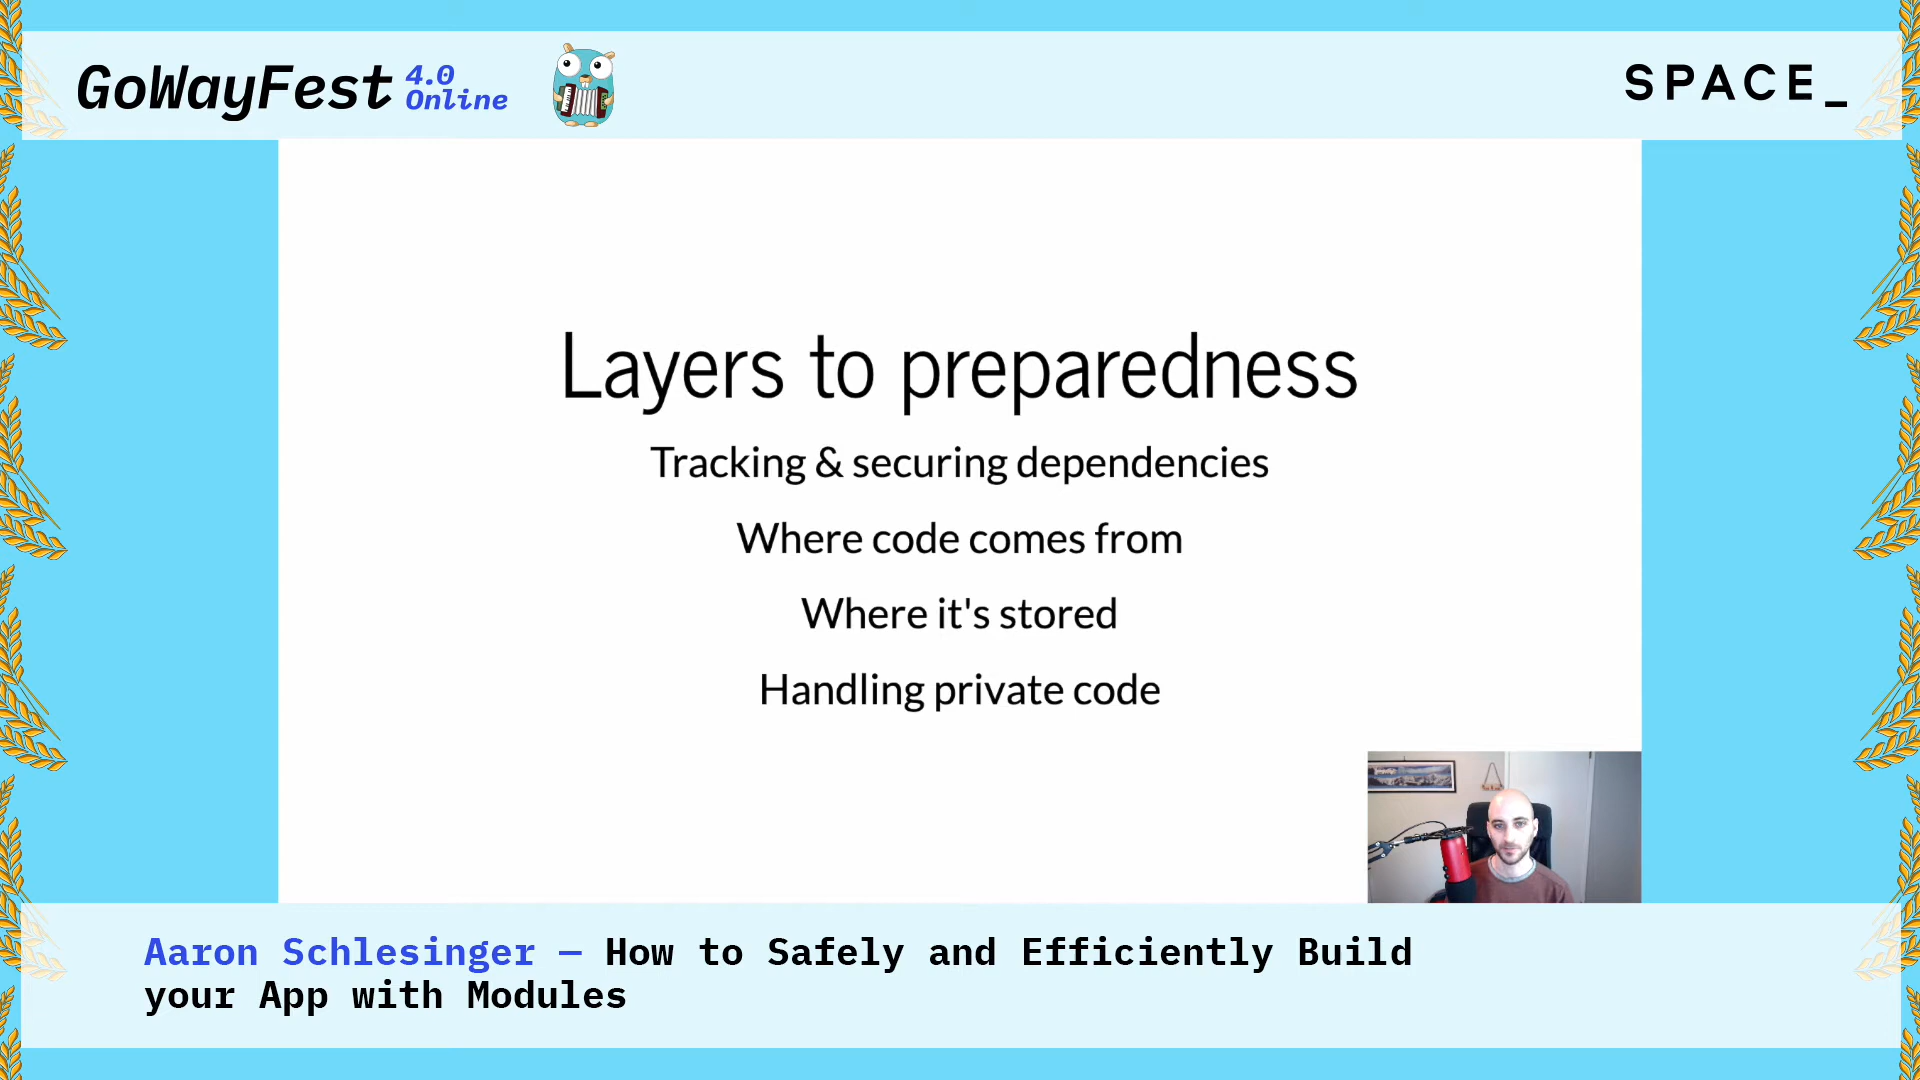 GoWayFest 4.0 Online
SPACE_
Layers to preparedness
Tracking & securing dependencies
Where code comes from
Where it's stored
Handling private code
Aaron Schlesinger — How to Safely and Efficiently Build
your App with Modules